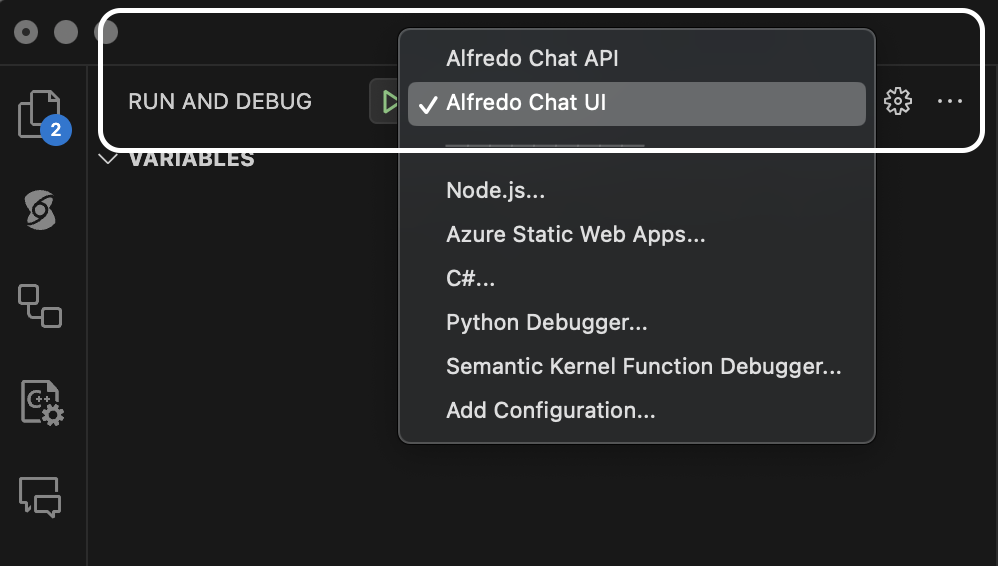 Alfredo Chat API
RUN AND DEBUG
Alfredo Chat UI
2
VARIABLES
Node.js...
Azure Static Web Apps...
C#...
Python Debugger...
C++
Semantic Kernel Function Debugger...
Add Configuration...